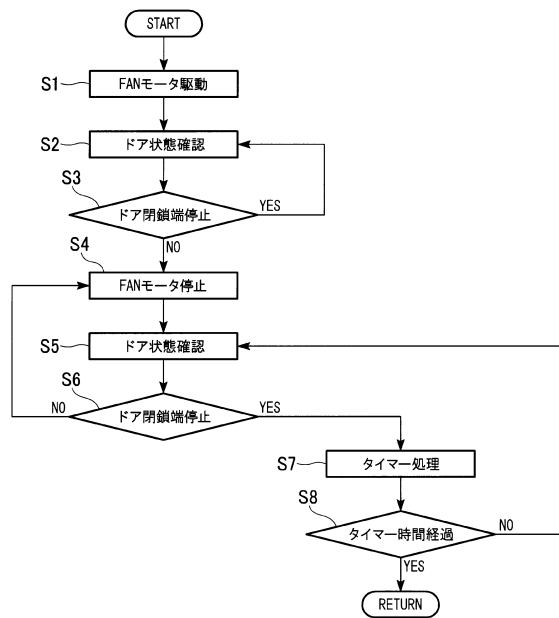 START
S1
FANモータ駆動
S2
ドア状態確認
S3
ドア閉鎖端停止
YES
NO
S4
FANモータ停止
S5
ドア状態確認
S6
NO
ドア閉鎖端停止
YES
S7
タイマー処理
S8
タイマー時間経過
NO
YES
RETURN